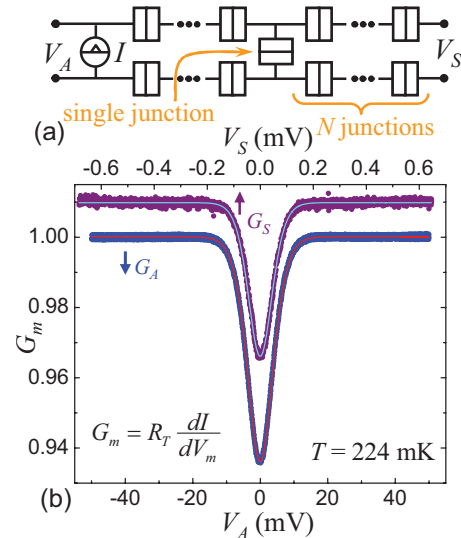 V_A I V_S
single junction N junctions
(a) V_S (mV)
-0.6 -0.4 -0.2 0.0 0.2 0.4 0.6
G_S
1.00
G_A
0.98
G_m
0.96
G_m = R_T dI/dV_m T = 224 mK
0.94
(b) -40 -20 0 20 40
V_A (mV)